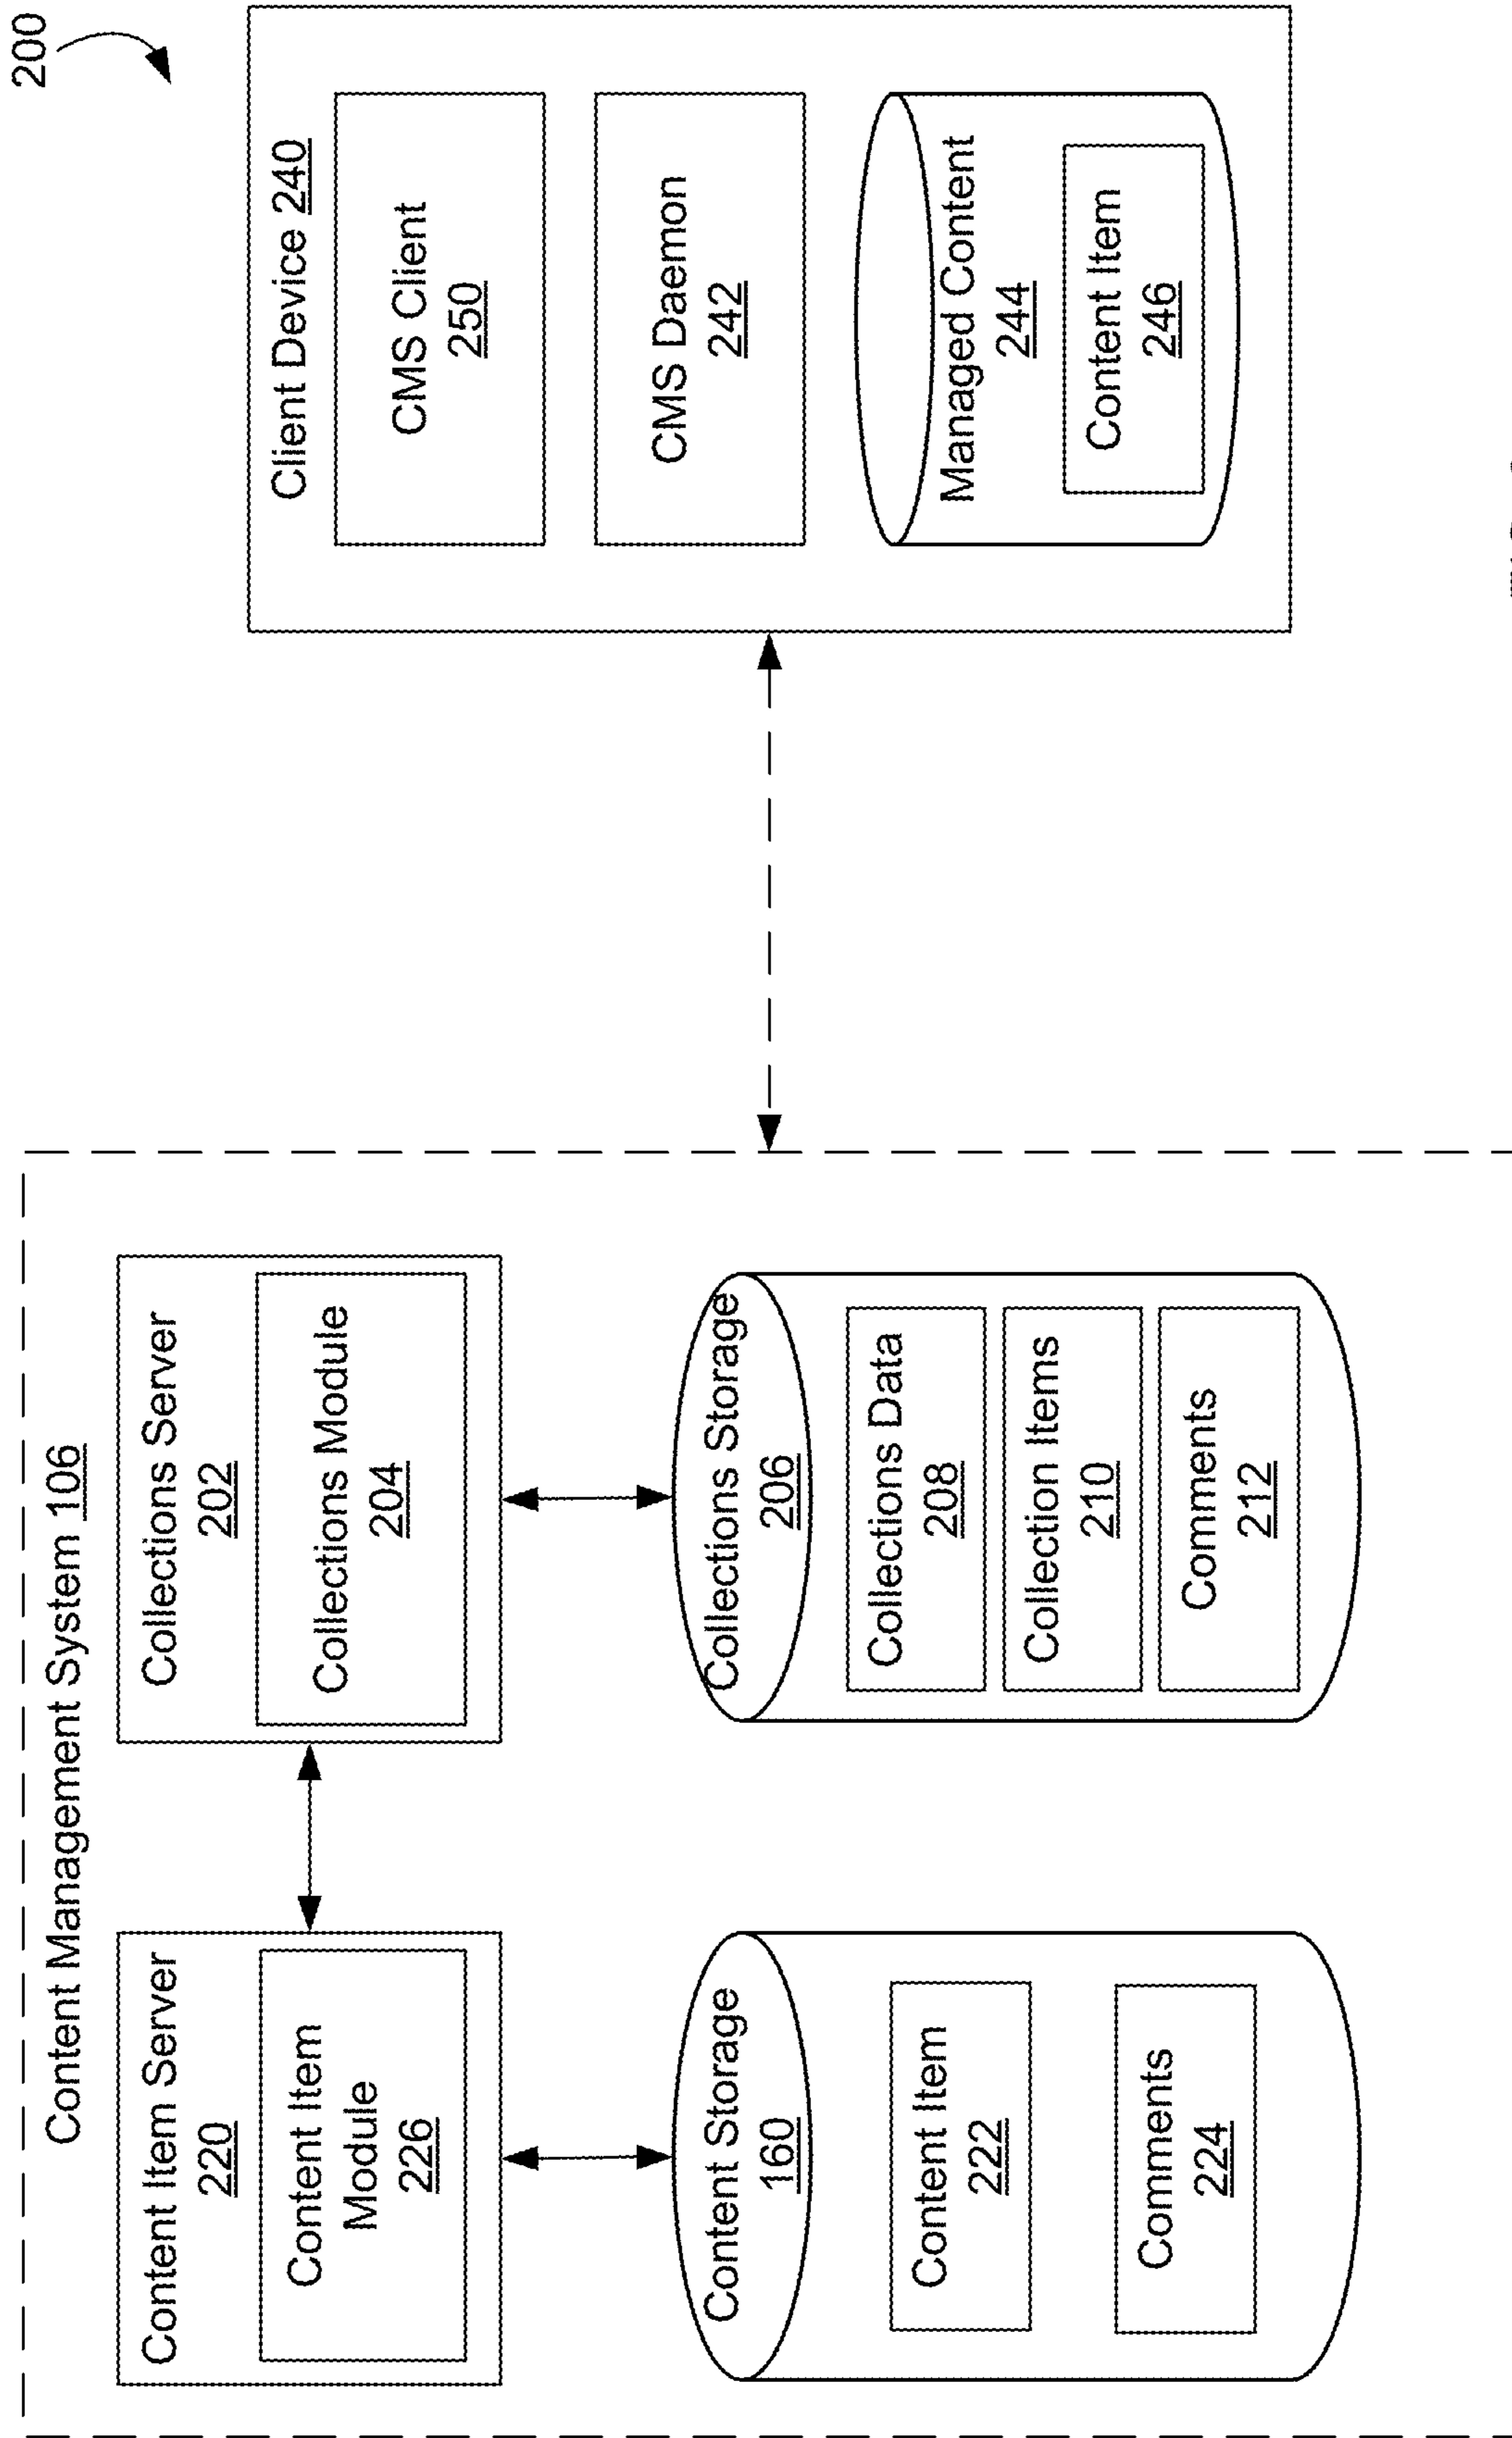 200
Content Management System 106
Content Item Server
220
Content Item
Module
226
Collections Server
202
Collections Module
204
Content Storage
160
Content Item
222
Comments
224
Collections Storage
206
Collections Data
208
Collection Items
210
Comments
212
Client Device 240
CMS Client
250
CMS Daemon
242
Managed Content
244
Content Item
246